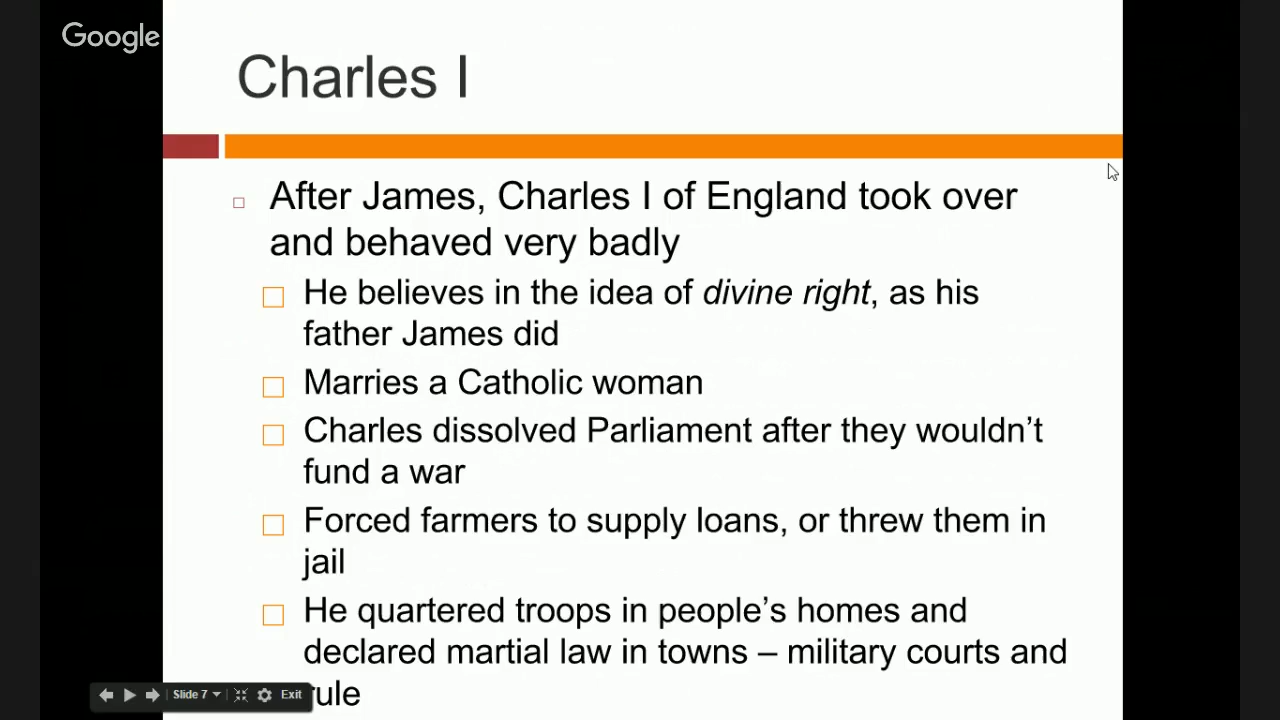 Google
Charles I
After James, Charles I of England took over
and behaved very badly
He believes in the idea of divine right, as his
father James did
Marries a Catholic woman
Charles dissolved Parliament after they wouldn’t
fund a war
Forced farmers to supply loans, or threw them in
jail
He quartered troops in people’s homes and
declared martial law in towns – military courts and
rule
Slide 7 Exit